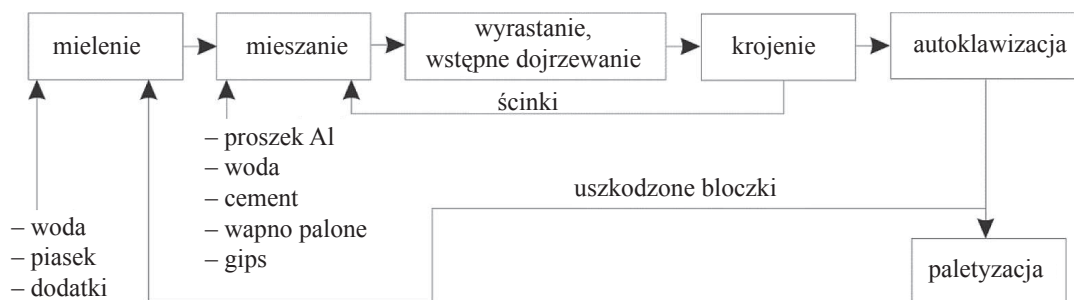 mielenie
mieszanie
wyrastanie,
wstępne dojrzewanie
krojenie
autoklawizacja
ścinki
– proszek Al
– woda
– cement
– wapno palone
– gips
– woda
– piasek
– dodatki
uszkodzone bloczki
paletyzacja